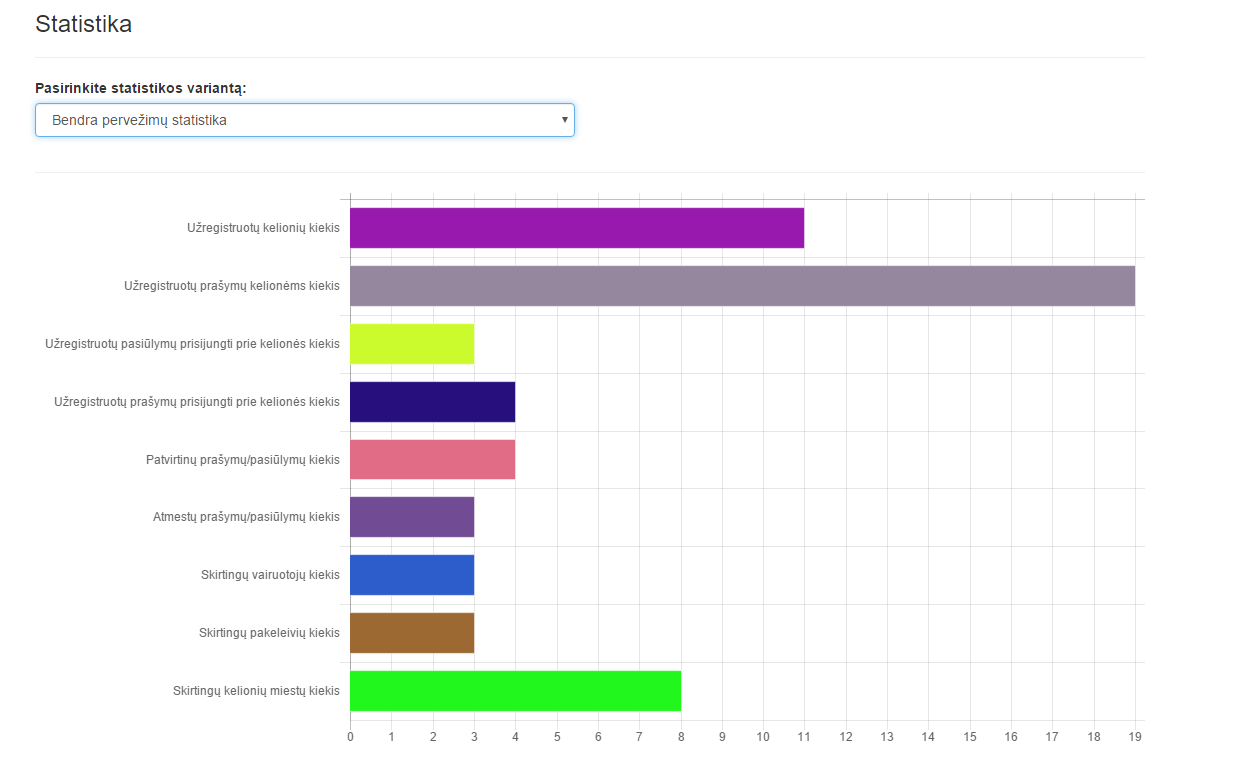 Statistika
Pasirinkite statistikos variantą:
Bendra pervežimų statistika
Užregistruotų kelionių kiekis
Užregistruotų prašymų kelionėms kiekis
Užregistruotų pasiūlymų prisijungti prie kelionės kiekis
Užregistruotų prašymų prisijungti prie kelionės kiekis
Patvirtinų prašymų/pasiūlymų kiekis
Atmestų prašymų/pasiūlymų kiekis
Skirtingų vairuotojų kiekis
Skirtingų pakeleivių kiekis
Skirtingų kelionių miestų kiekis
0 1 2 3 4 5 6 7 8 9 10 11 12 13 14 15 16 17 18 19